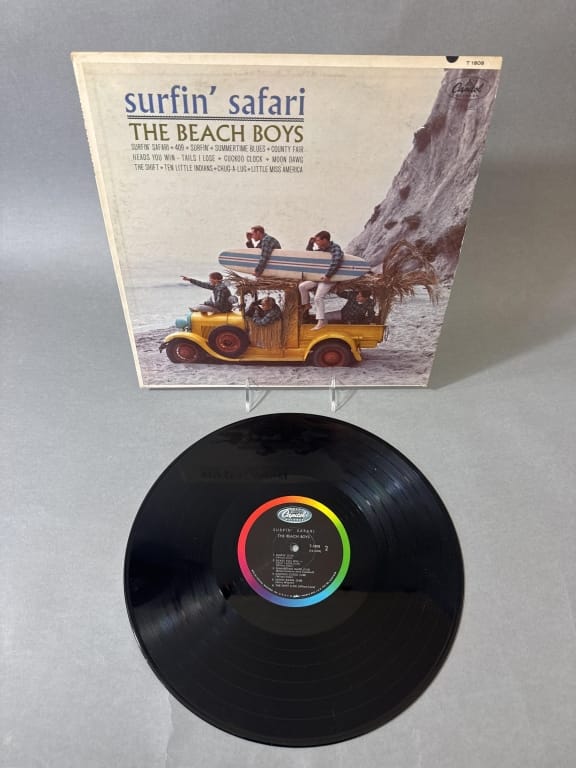 T 1808
Capitol
surfin' safari
THE BEACH BOYS
SURFIN' SAFARI • 409 • SURFIN' • SUMMERTIME BLUES • COUNTY FAIR
HEADS YOU WIN - TAILS I LOSE • CUCKOO CLOCK • MOON DAWG
THE SHIFT • TEN LITTLE INDIANS • CHUG-A-LUG • LITTLE MISS AMERICA
Capitol
SURFIN' SAFARI
THE BEACH BOYS
2